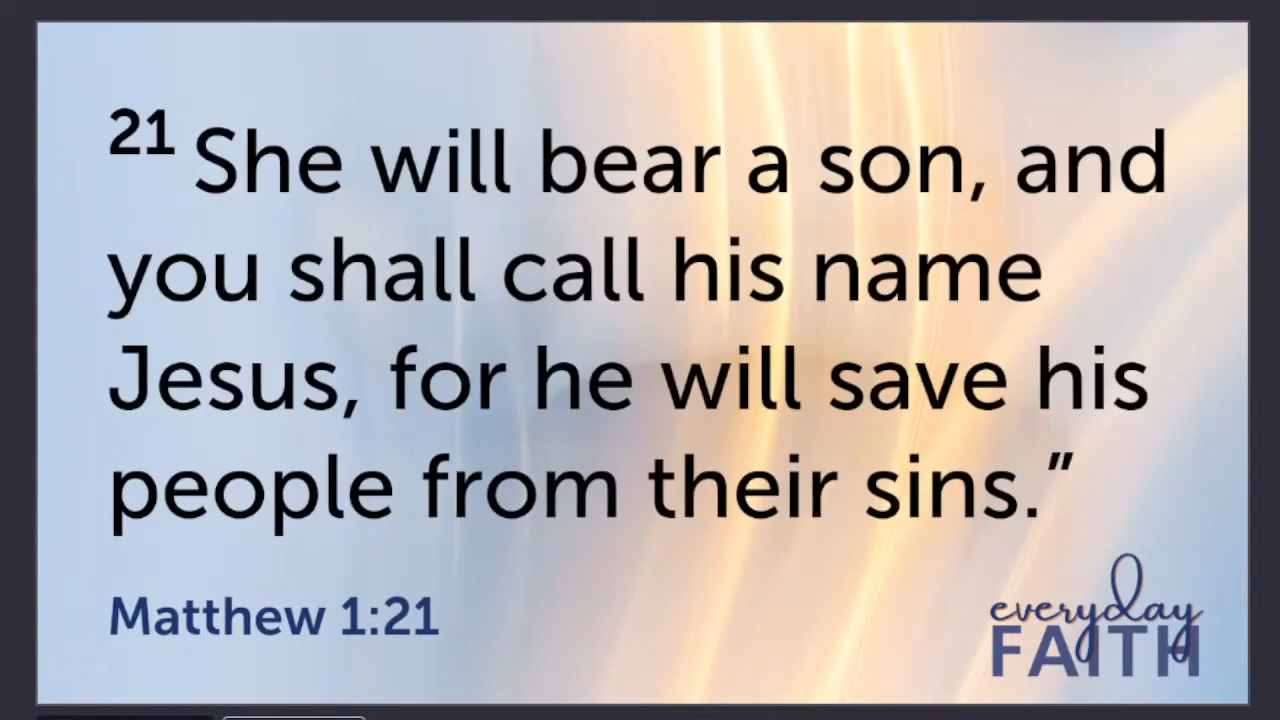 21 She will bear a son, and
you shall call his name
Jesus, for he will save his
people from their sins.”
Matthew 1:21
everyday
FAITH